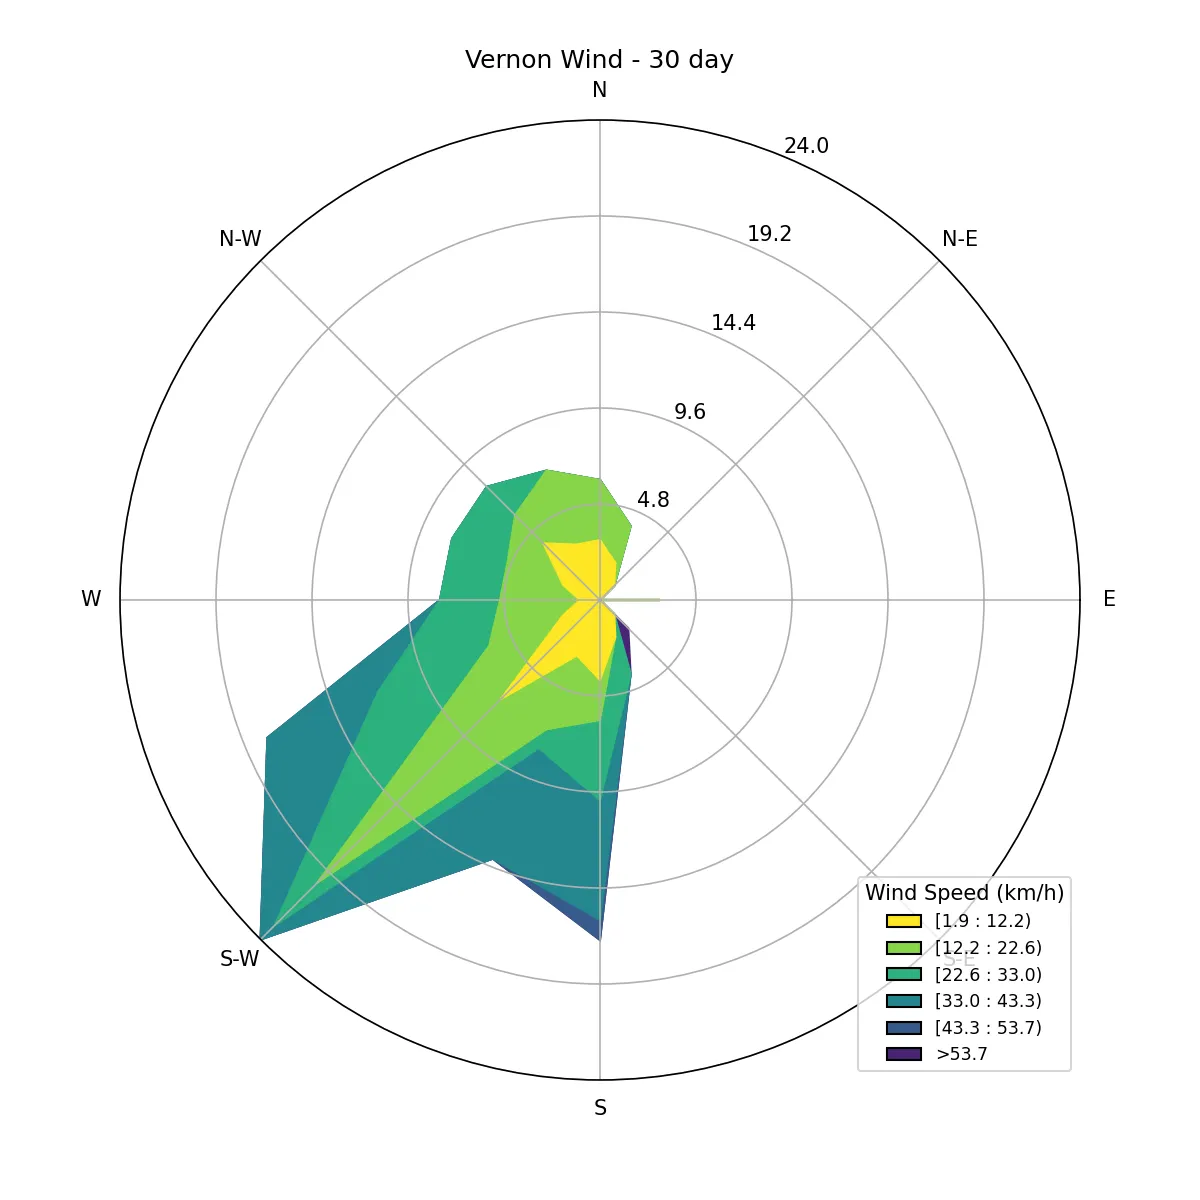 Vernon Wind - 30 day
N
24.0
19.2
N-W
N-E
14.4
9.6
4.8
W
E
S-W
S-E
Wind Speed (km/h)
[1.9 : 12.2)
[12.2 : 22.6)
[22.6 : 33.0)
[33.0 : 43.3)
[43.3 : 53.7)
>53.7
S